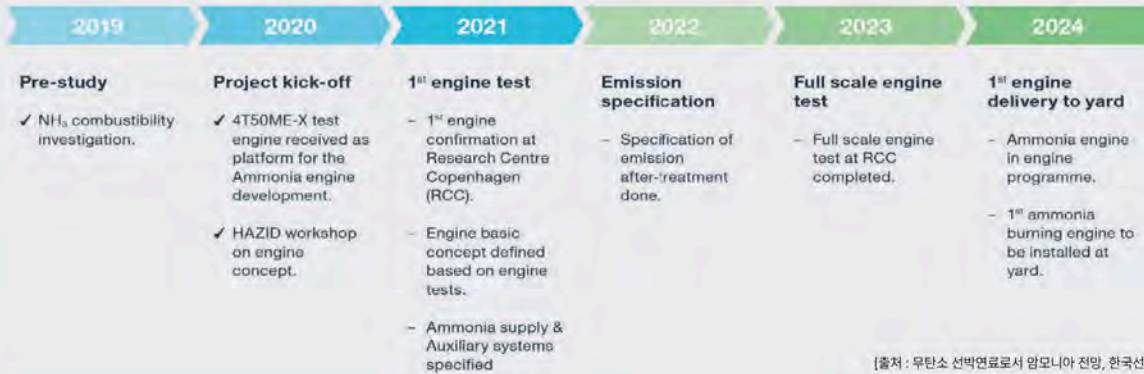 2019
2020
2021
2022
2023
2024
Pre-study
✓ NH₃ combustibility
investigation.
Project kick-off
✓ 4T50ME-X test
engine received as
platform for the
Ammonia engine
development.
✓ HAZID workshop
on engine
concept.
1st engine test
– 1st engine
confirmation at
Research Centre
Copenhagen
(RCC).
– Engine basic
concept defined
based on engine
tests.
– Ammonia supply &
Auxiliary systems
specified
Emission
specification
– Specification of
emission
after-treatment
done.
Full scale engine
test
– Full scale engine
test at RCC
completed.
1st engine
delivery to yard
– Ammonia engine
in engine
programme.
– 1st ammonia
burning engine to
be installed at
yard.
[출처 : 무탄소 선박연료로서 암모니아 전망, 한국선